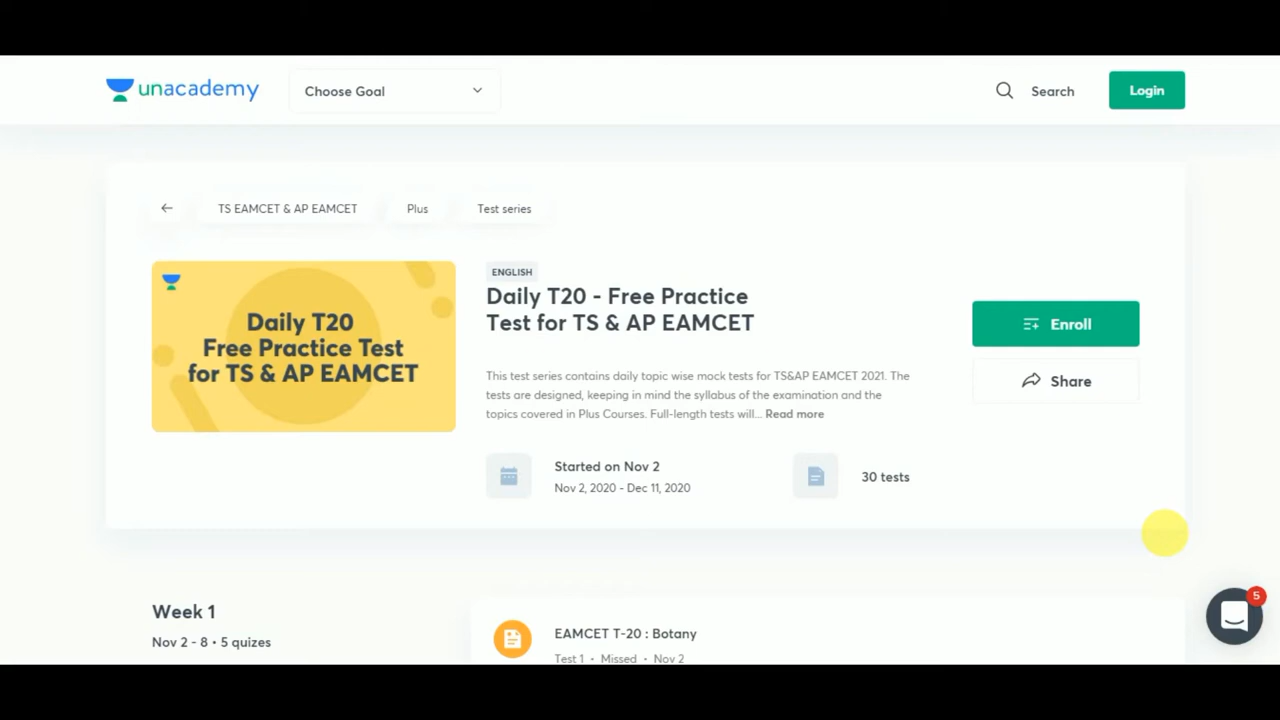 unacademy
Choose Goal
Search
Login
TS EAMCET & AP EAMCET
Plus
Test series
Daily T20
Free Practice Test
for TS & AP EAMCET
ENGLISH
Daily T20 - Free Practice
Test for TS & AP EAMCET
This test series contains daily topic wise mock tests for TS&AP EAMCET 2021. The
tests are designed, keeping in mind the syllabus of the examination and the
topics covered in Plus Courses. Full-length tests will... Read more
Started on Nov 2
Nov 2, 2020 - Dec 11, 2020
30 tests
Enroll
Share
Week 1
Nov 2 - 8 • 5 quizes
EAMCET T-20 : Botany
Test 1 • Missed • Nov 2
5